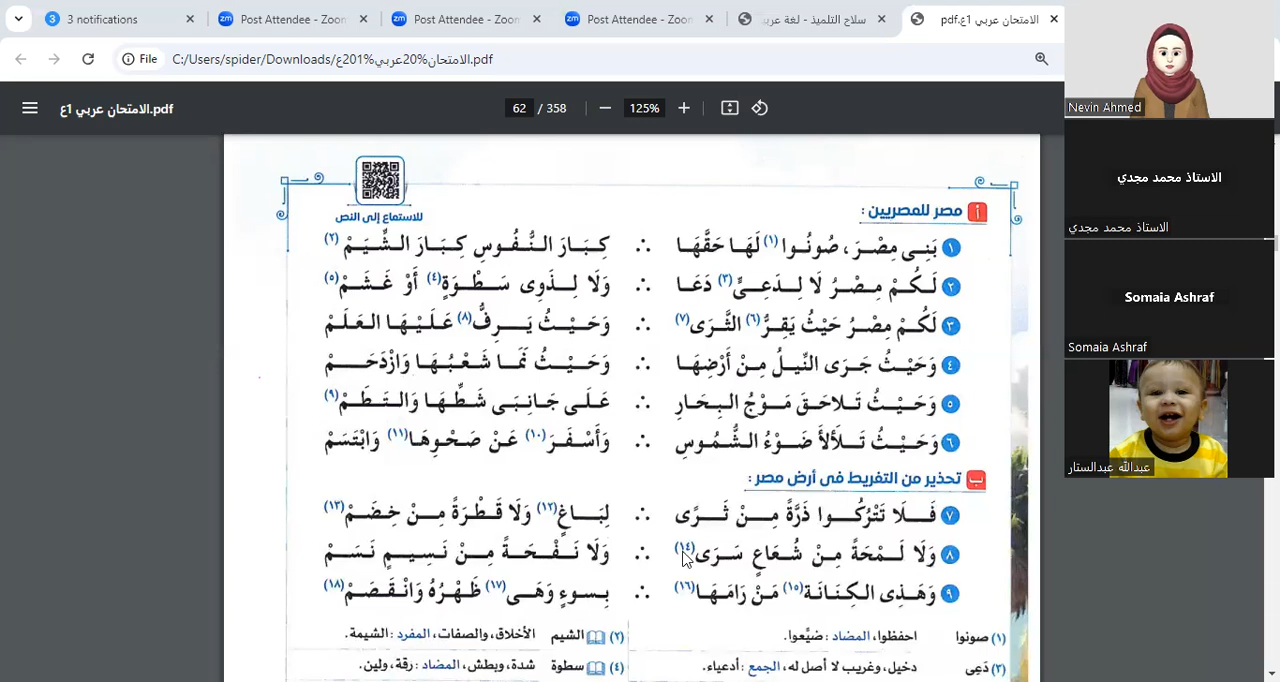 3 notifications
Post Attendee - Zoom
Post Attendee - Zoom
Post Attendee - Zoom
سلاح التلميذ - لغة عربي
الامتحان عربي 1ع.pdf
File
C:/Users/spider/Downloads/الامتحان%20عربي%201ع.pdf
الامتحان عربي 1ع.pdf
62 / 358
125%
للاستماع إلى النص
أ مصر للمصريين :
١ بَنِى مِصْرَ، صُونُوا (١) لَهَا حَقَّهَا ∴ كِبَارَ النُّفُوسِ كِبَارَ الشِّيَمْ (٢)
٢ لَكُمْ مِصْرُ لَا لِدَعِىٍّ (٣) دَعَا ∴ وَلَا لِذَوِى سَطْوَةٍ (٤) أَوْ غَشَمْ (٥)
٣ لَكُمْ مِصْرُ حَيْثُ يَقِرُّ (٦) الثَّرَى (٧) ∴ وَحَيْثُ يَرِفُّ (٨) عَلَيْهَا العَلَمْ
٤ وَحَيْثُ جَرَى النِّيلُ مِنْ أَرْضِهَا ∴ وَحَيْثُ نَمَا شَعْبُهَا وَازْدَحَمْ
٥ وَحَيْثُ تَلَاحَقَ مَوْجُ البِحَارِ ∴ عَلَى جَانِبَى شَطِّهَا وَالتَطَمْ (٩)
٦ وَحَيْثُ تَلَأْلأَ ضَوْءُ الشُّمُوسِ ∴ وَأَسْفَرَ (١٠) عَنْ صَحْوِهَا (١١) وَابْتَسَمْ
ب تحذير من التفريط فى أرض مصر :
٧ فَلَا تَتْرُكُوا ذَرَّةً مِنْ ثَرًى ∴ لِبَاغٍ (١٢) وَلَا قَطْرَةً مِنْ خِضَمْ (١٣)
٨ وَلَا لَمْحَةً مِنْ شُعَاعٍ سَرَى (١٤) ∴ وَلَا نَفْحَةً مِنْ نَسِيمٍ نَسَمْ
٩ وَهَذِى الكِنَانَة (١٥) مَنْ رَامَهَا (١٦) ∴ بِسوءٍ وَهَى (١٧) ظَهْرُهُ وَانْقَصَمْ (١٨)
(١) صونوا احفظوا، المضاد : ضيَّعوا.
(٢) الشيم الأخلاق، والصفات، المفرد : الشيمة.
(٣) دَعِى دخيل، وغريب لا أصل له، الجمع : أدعياء.
(٤) سطوة شدة، وبطش، المضاد : رقة، ولين.
Nevin Ahmed
الاستاذ محمد مجدي
الاستاذ محمد مجدي
Somaia Ashraf
Somaia Ashraf
عبدالله عبدالستار